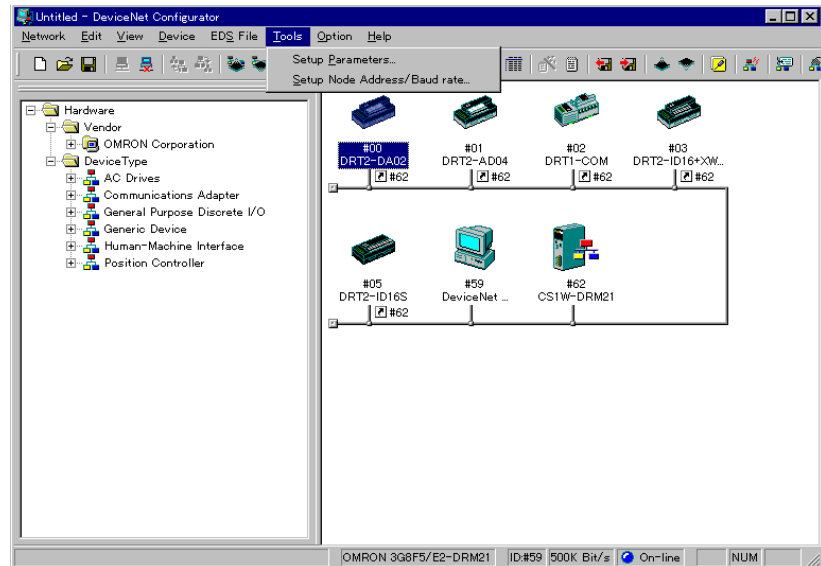 Untitled - DeviceNet Configurator
Network Edit View Device EDS File Tools Option Help
Setup Parameters...
Setup Node Address/Baud rate...
Hardware
Vendor
OMRON Corporation
DeviceType
AC Drives
Communications Adapter
General Purpose Discrete I/O
Generic Device
Human-Machine Interface
Position Controller
#00 #01 #02 #03
DRT2-DA02 DRT2-AD04 DRT1-COM DRT2-ID16+XW...
#62 #62 #62 #62
#05 #59 #62
DRT2-ID16S DeviceNet ... CS1W-DRM21
#62
OMRON 3G8F5/E2-DRM21 ID:#59 500K Bit/s On-line NUM